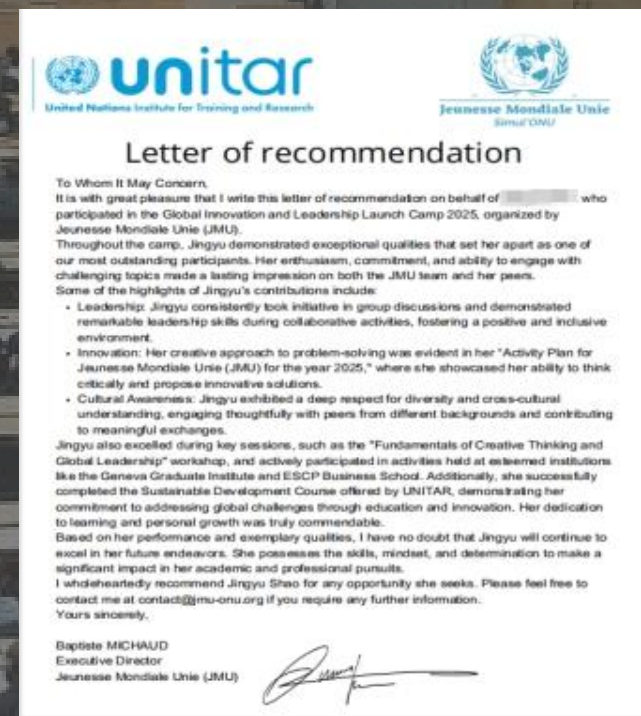 unitar
United Nations Institute for Training and Research
Jeunesse Mondiale Unie
Simul'ONU
Letter of recommendation
To Whom It May Concern,
It is with great pleasure that I write this letter of recommendation on behalf of who
participated in the Global Innovation and Leadership Launch Camp 2025, organized by
Jeunesse Mondiale Unie (JMU).
Throughout the camp, Jingyu demonstrated exceptional qualities that set her apart as one of
our most outstanding participants. Her enthusiasm, commitment, and ability to engage with
challenging topics made a lasting impression on both the JMU team and her peers.
Some of the highlights of Jingyu's contributions include:
• Leadership: Jingyu consistently took initiative in group discussions and demonstrated
remarkable leadership skills during collaborative activities, fostering a positive and inclusive
environment.
• Innovation: Her creative approach to problem-solving was evident in her "Activity Plan for
Jeunesse Mondiale Unie (JMU) for the year 2025," where she showcased her ability to think
critically and propose innovative solutions.
• Cultural Awareness: Jingyu exhibited a deep respect for diversity and cross-cultural
understanding, engaging thoughtfully with peers from different backgrounds and contributing
to meaningful exchanges.
Jingyu also excelled during key sessions, such as the "Fundamentals of Creative Thinking and
Global Leadership" workshop, and actively participated in activities held at esteemed institutions
like the Geneva Graduate Institute and ESCP Business School. Additionally, she successfully
completed the Sustainable Development Course offered by UNITAR, demonstrating her
commitment to addressing global challenges through education and innovation. Her dedication
to learning and personal growth was truly commendable.
Based on her performance and exemplary qualities, I have no doubt that Jingyu will continue to
excel in her future endeavors. She possesses the skills, mindset, and determination to make a
significant impact in her academic and professional pursuits.
I wholeheartedly recommend Jingyu Shao for any opportunity she seeks. Please feel free to
contact me at contact@jmu-onu.org if you require any further information.
Yours sincerely,
Baptiste MICHAUD
Executive Director
Jeunesse Mondiale Unie (JMU)